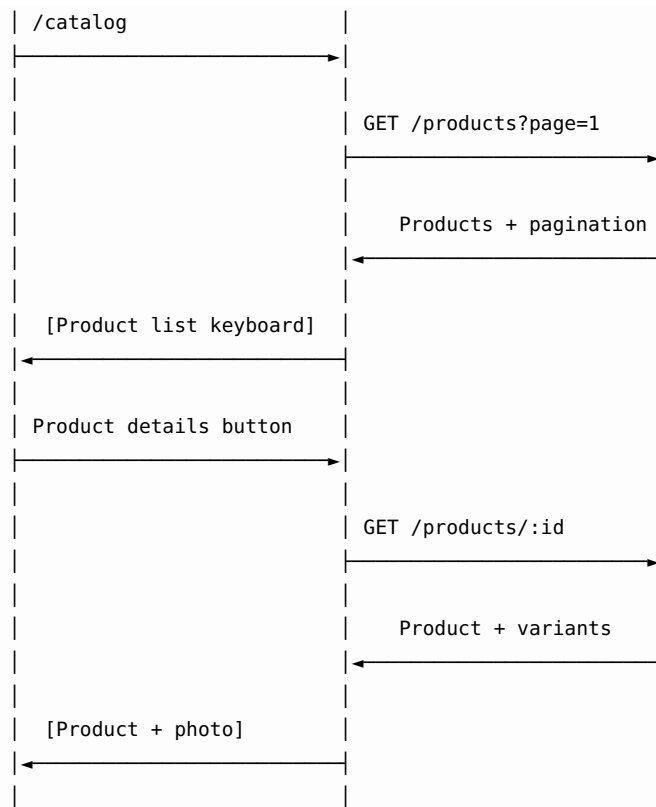 /catalog
GET /products?page=1
Products + pagination
[Product list keyboard]
Product details button
GET /products/:id
Product + variants
[Product + photo]